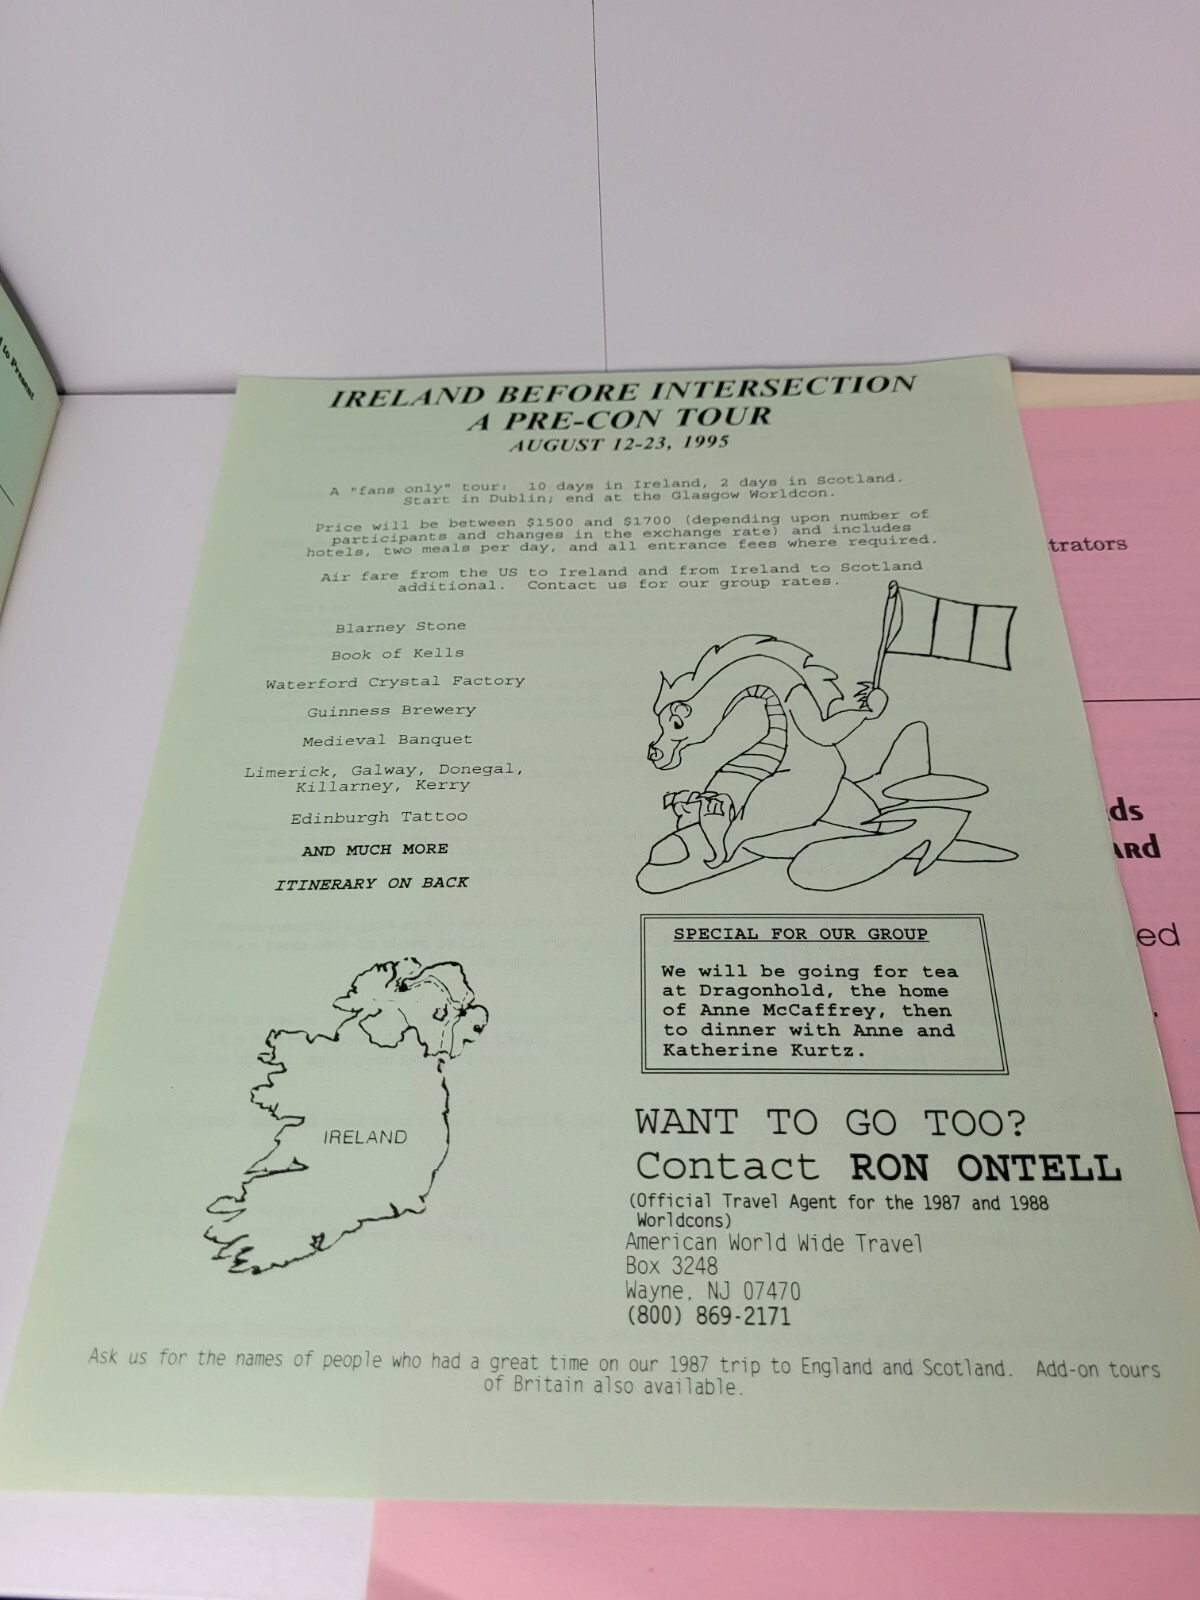 IRELAND BEFORE INTERSECTION
A PRE-CON TOUR
AUGUST 12-23, 1995
A "fans only" tour: 10 days in Ireland, 2 days in Scotland.
Start in Dublin; end at the Glasgow Worldcon.
Price will be between $1500 and $1700 (depending upon number of
participants and changes in the exchange rate) and includes
hotels, two meals per day, and all entrance fees where required.
Air fare from the US to Ireland and from Ireland to Scotland
additional. Contact us for our group rates.
Blarney Stone
Book of Kells
Waterford Crystal Factory
Guinness Brewery
Medieval Banquet
Limerick, Galway, Donegal,
Killarney, Kerry
Edinburgh Tattoo
AND MUCH MORE
ITINERARY ON BACK
IRELAND
SPECIAL FOR OUR GROUP
We will be going for tea
at Dragonhold, the home
of Anne McCaffrey, then
to dinner with Anne and
Katherine Kurtz.
WANT TO GO TOO?
Contact RON ONTELL
(Official Travel Agent for the 1987 and 1988
Worldcons)
American World Wide Travel
Box 3248
Wayne, NJ 07470
(800) 869-2171
Ask us for the names of people who had a great time on our 1987 trip to England and Scotland. Add-on tours
of Britain also available.
to Present
trators
ds
ARD
ed